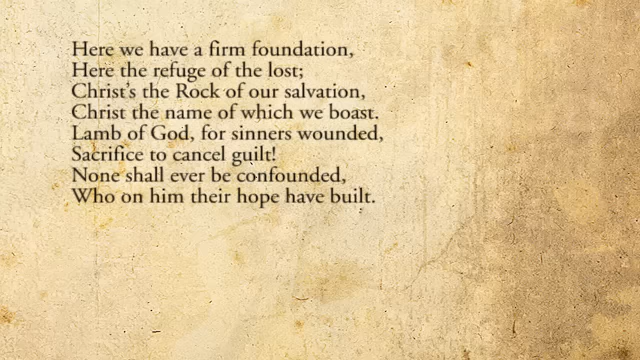 Here we have a firm foundation,
Here the refuge of the lost;
Christ's the Rock of our salvation,
Christ the name of which we boast.
Lamb of God, for sinners wounded,
Sacrifice to cancel guilt!
None shall ever be confounded,
Who on him their hope have built.